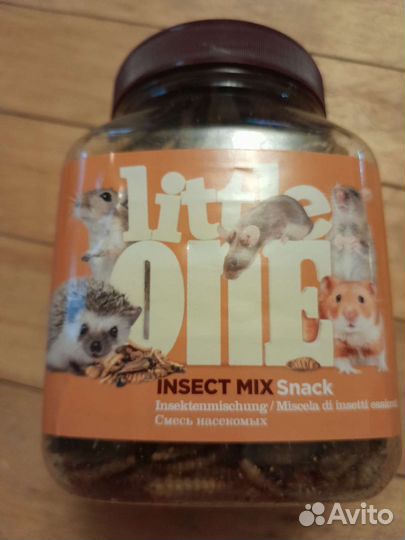 little
one
INSECT MIX Snack
Insektenmischung / Miscela di insetti
Смесь насекомых
Avito